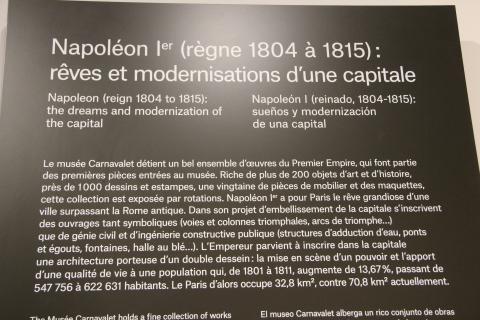 Napoléon Ier (règne 1804 à 1815) :
rêves et modernisations d'une capitale
Napoleon (reign 1804 to 1815):
the dreams and modernization of
the capital
Napoleón I (reinado, 1804-1815):
sueños y modernización
de una capital
Le musée Carnavalet détient un bel ensemble d'œuvres du Premier Empire, qui font partie
des premières pièces entrées au musée. Riche de plus de 200 objets d'art et d'histoire,
près de 1000 dessins et estampes, une vingtaine de pièces de mobilier et des maquettes,
cette collection est exposée par rotations. Napoléon Ier a pour Paris le rêve grandiose d'une
ville surpassant la Rome antique. Dans son projet d'embellissement de la capitale s'inscrivent
des ouvrages tant symboliques (voies et colonnes triomphales, arcs de triomphe...)
que de génie civil et d'ingénierie constructive publique (structures d'adduction d'eau, ponts
et égouts, fontaines, halle au blé...). L'Empereur parvient à inscrire dans la capitale
une architecture porteuse d'un double dessein : la mise en scène d'un pouvoir et l'apport
d'une qualité de vie à une population qui, de 1801 à 1811, augmente de 13,67 %, passant de
547 756 à 622 631 habitants. Le Paris d'alors occupe 32,8 km², contre 70,8 km² actuellement.
The Musée Carnavalet holds a fine collection of works
El museo Carnavalet alberga un rico conjunto de obras